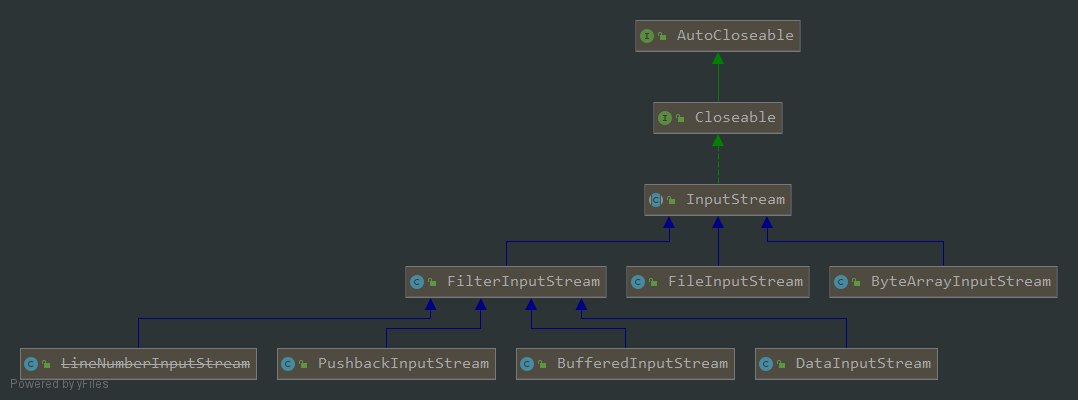 AutoCloseable
Closeable
InputStream
FilterInputStream
FileInputStream
ByteArrayInputStream
LineNumberInputStream
PushbackInputStream
BufferedInputStream
DataInputStream
Powered by yFiles